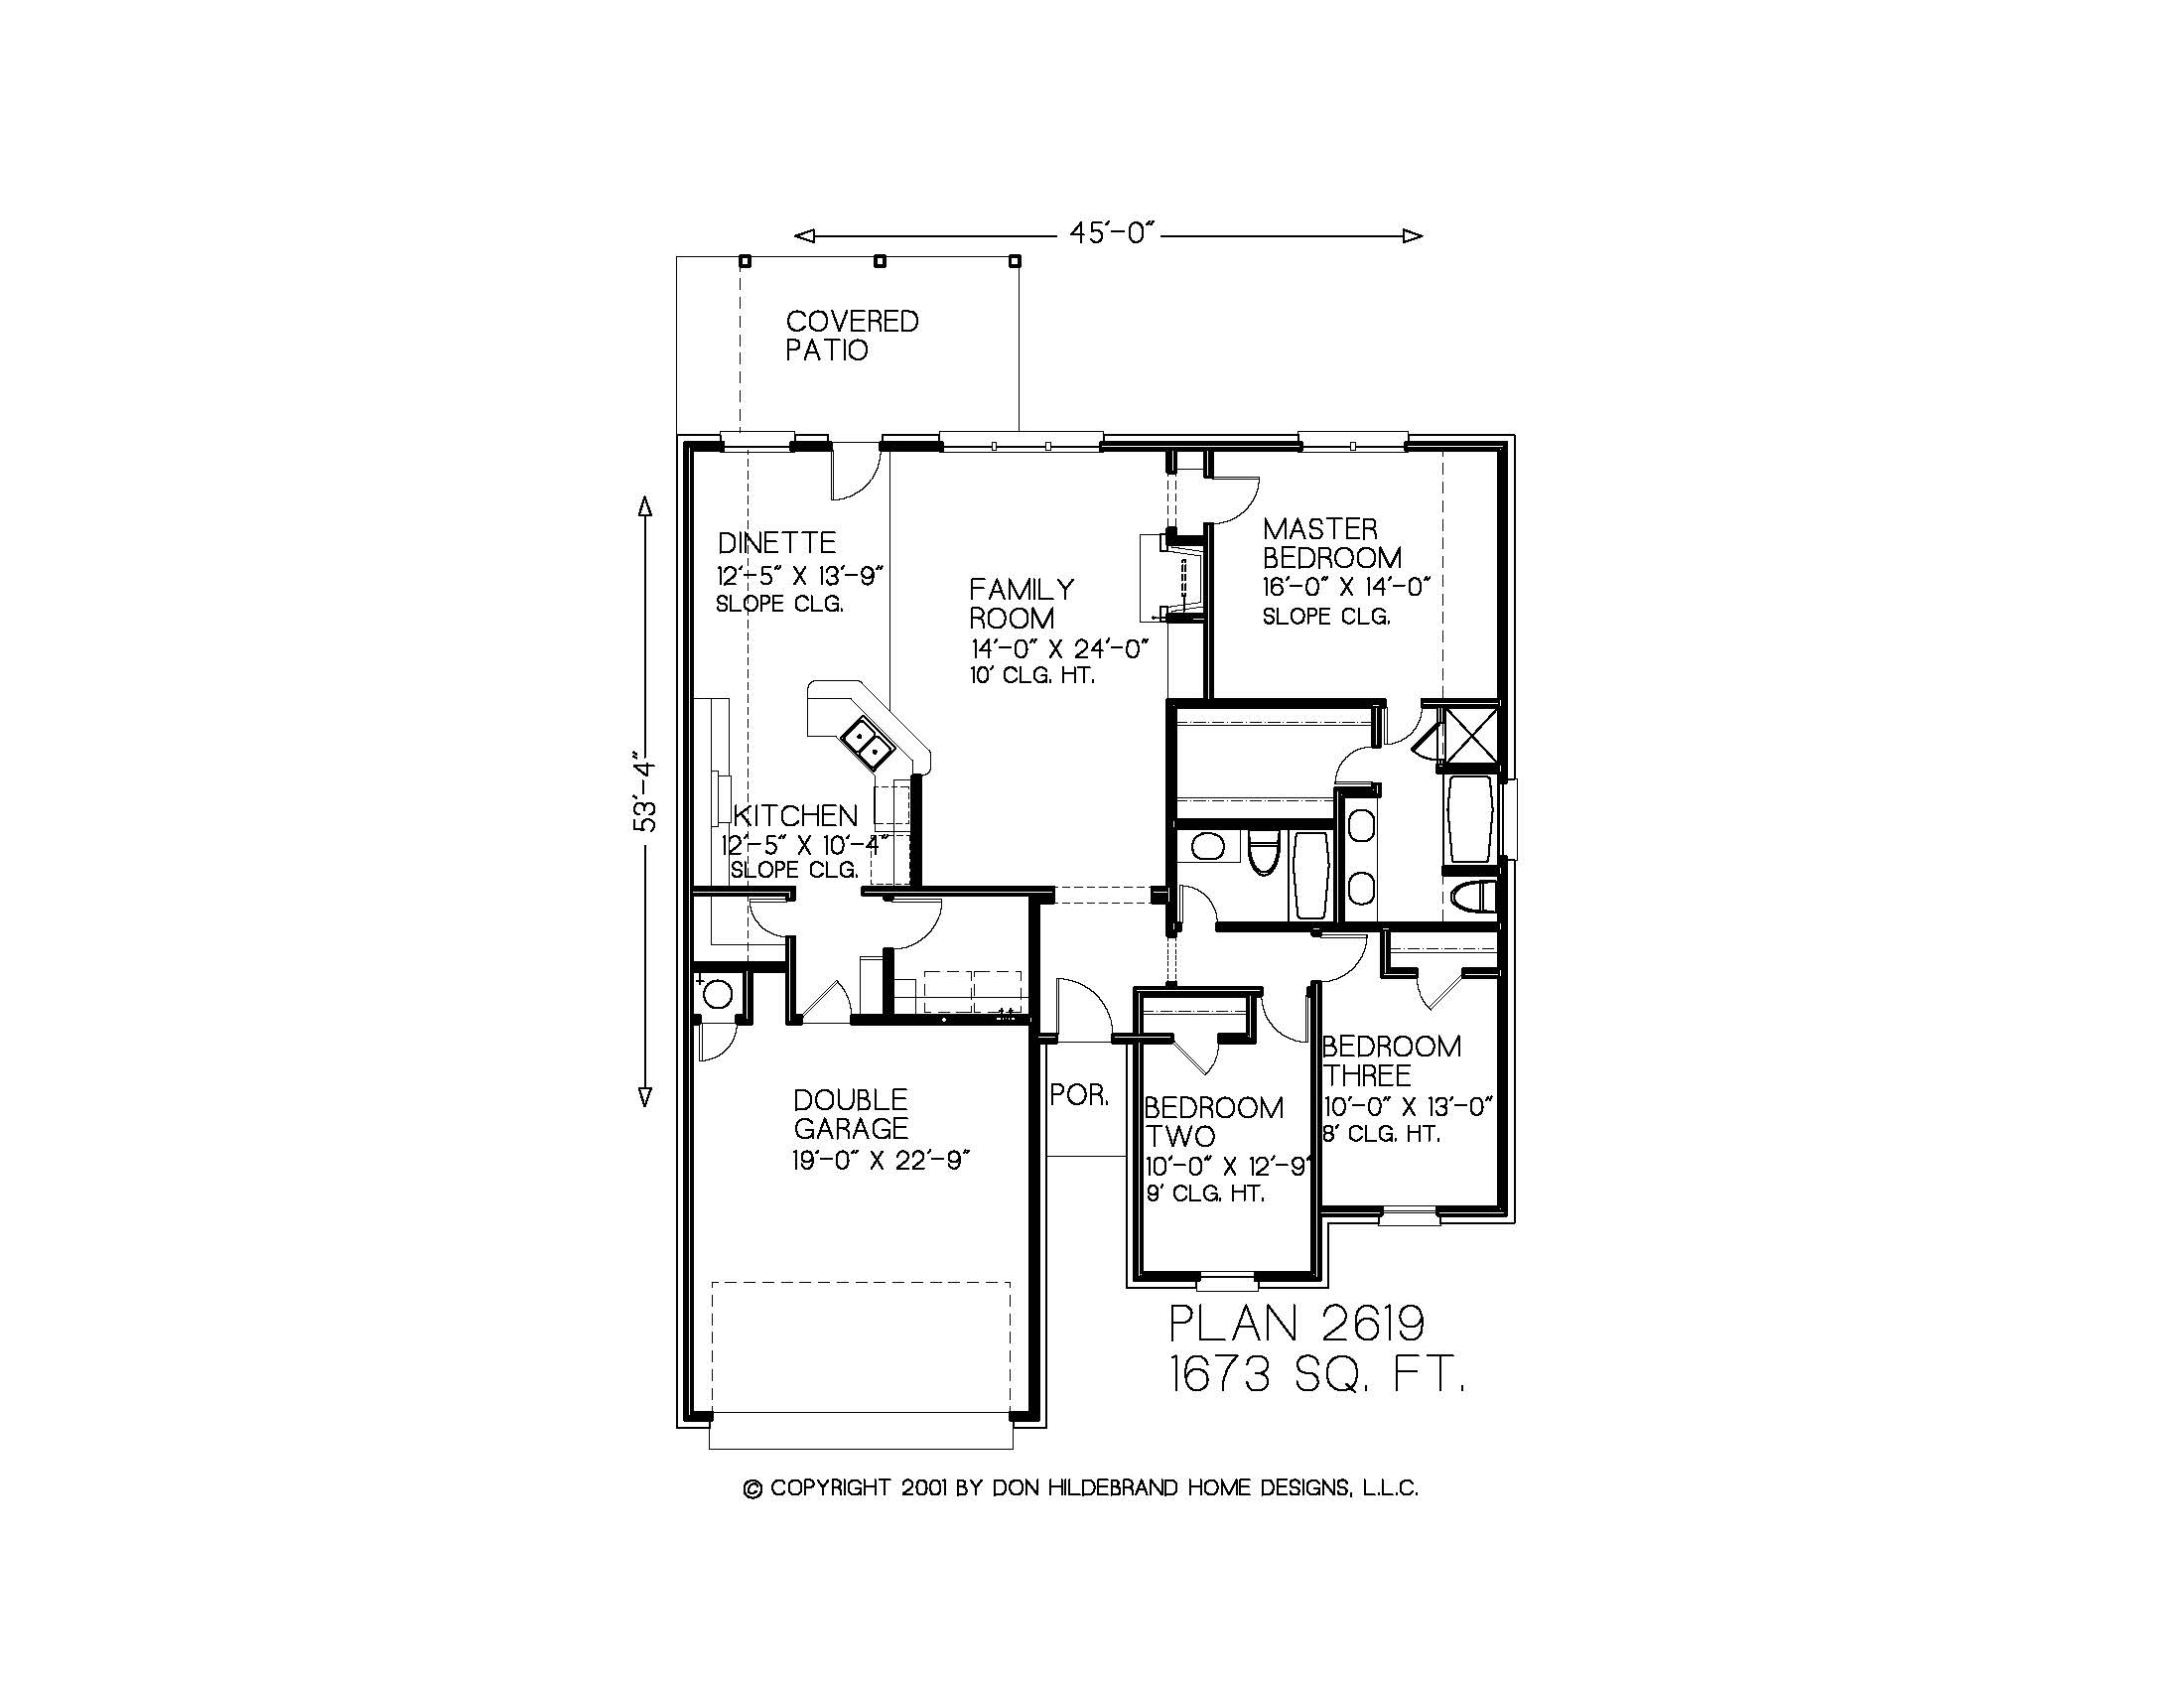 45'-0"
COVERED
PATIO
DINETTE
12'-5" X 13'-9"
SLOPE CLG.
FAMILY
ROOM
14'-0" X 24'-0"
10' CLG. HT.
MASTER
BEDROOM
16'-0" X 14'-0"
SLOPE CLG.
53'-4"
KITCHEN
12'-5" X 10'-4"
SLOPE CLG.
DOUBLE
GARAGE
19'-0" X 22'-9"
POR.
BEDROOM
TWO
10'-0" X 12'-9"
9' CLG. HT.
BEDROOM
THREE
10'-0" X 13'-0"
8' CLG. HT.
PLAN 2619
1673 SQ. FT.
© COPYRIGHT 2001 BY DON HILDEBRAND HOME DESIGNS, L.L.C.